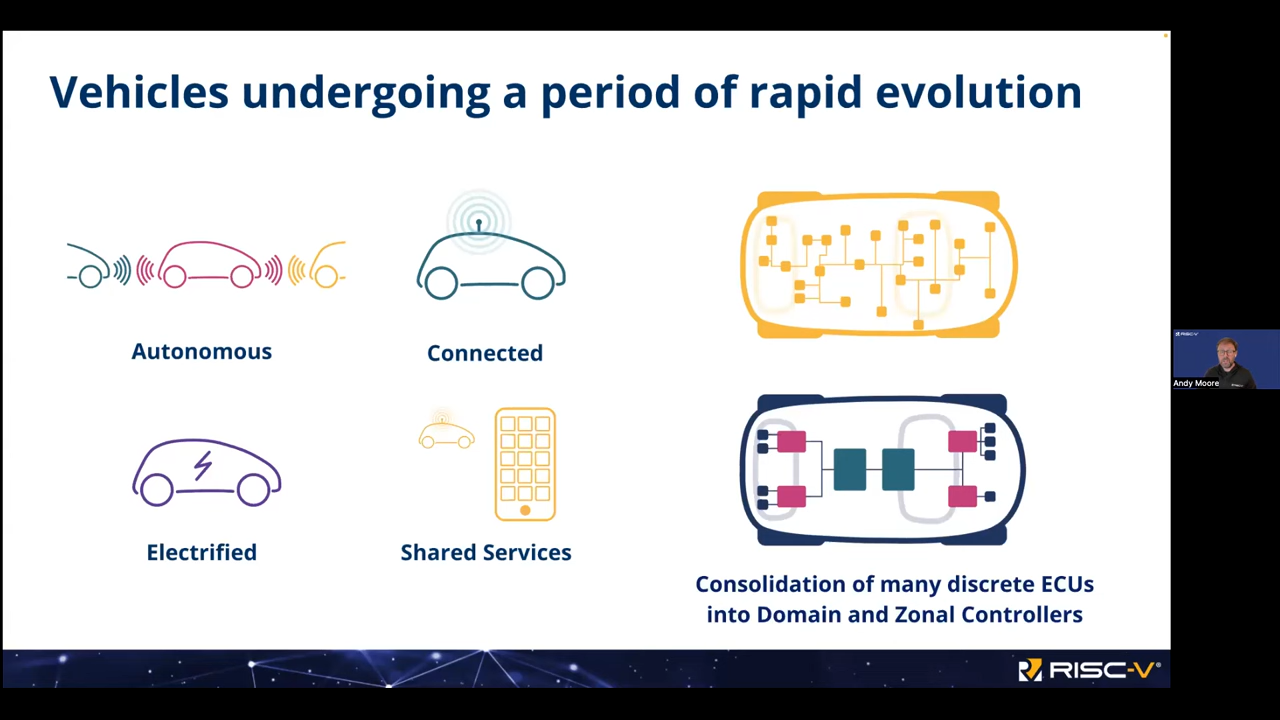 Vehicles undergoing a period of rapid evolution
Autonomous
Connected
Electrified
Shared Services
Consolidation of many discrete ECUs
into Domain and Zonal Controllers
RISC-V®
RISC-V
Andy Moore